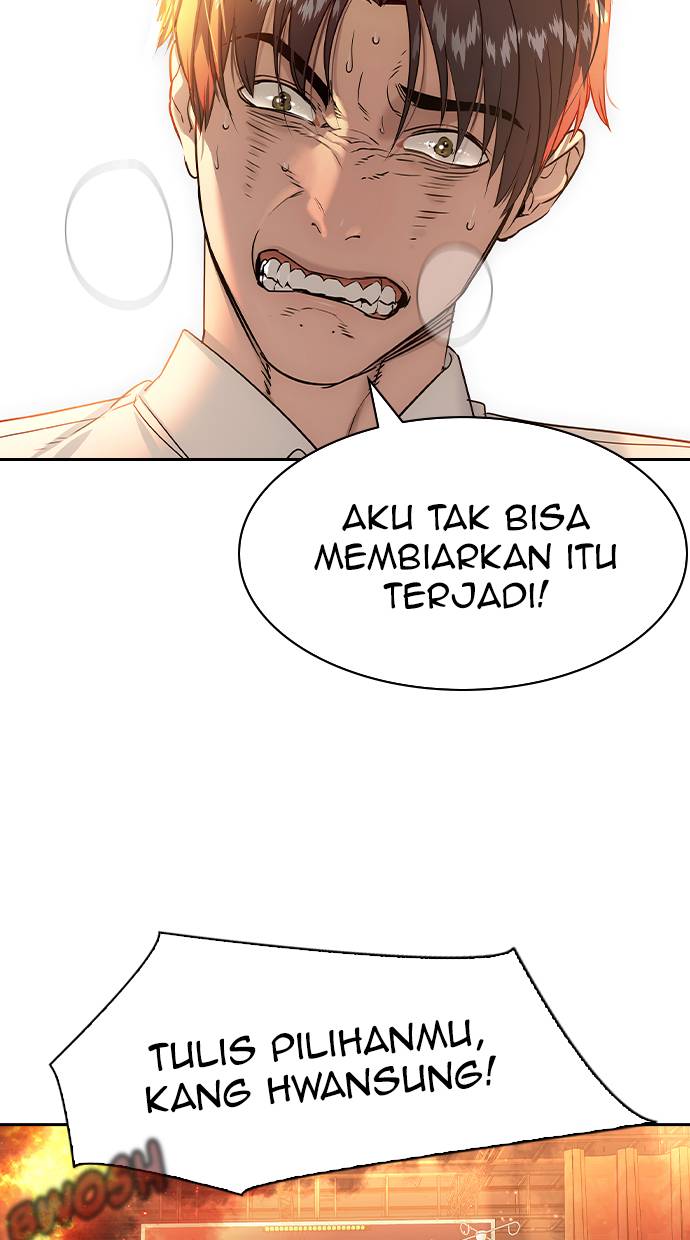 AKU TAK BISA
MEMBIARKAN ITU
TERJADI!
TULIS PILIHANMU,
KANG HWANSUNG!
BWOSH